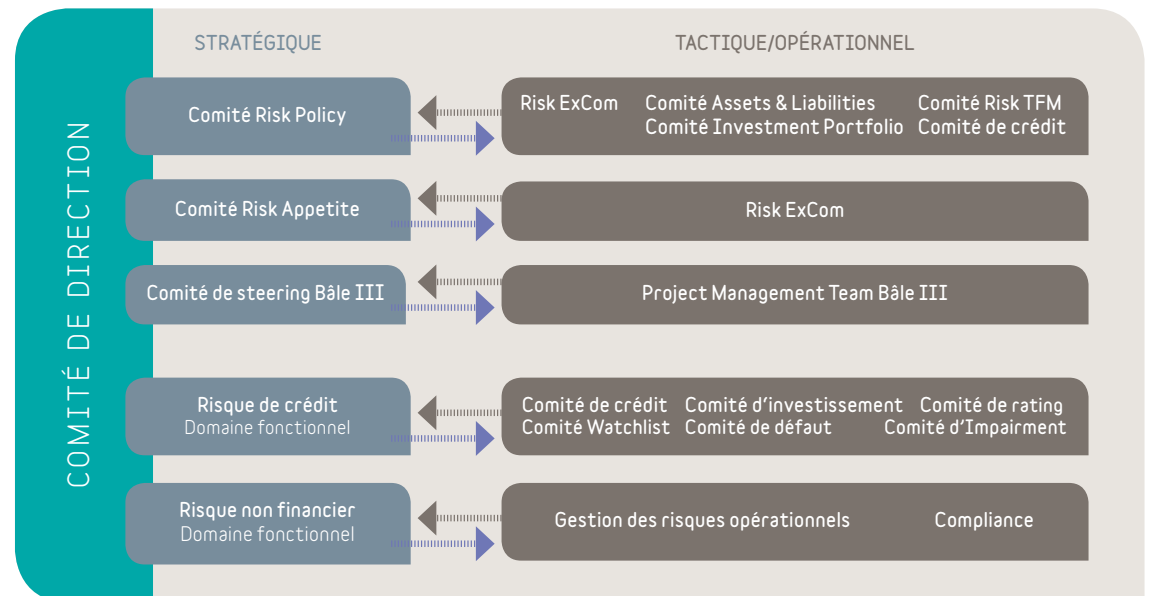 COMITÉ DE DIRECTION
STRATÉGIQUE
TACTIQUE/OPÉRATIONNEL
Comité Risk Policy
Risk ExCom Comité Assets & Liabilities Comité Risk TFM
Comité Investment Portfolio Comité de crédit
Comité Risk Appetite
Risk ExCom
Comité de steering Bâle III
Project Management Team Bâle III
Risque de crédit
Domaine fonctionnel
Comité de crédit Comité d'investissement Comité de rating
Comité Watchlist Comité de défaut Comité d'Impairment
Risque non financier
Domaine fonctionnel
Gestion des risques opérationnels Compliance